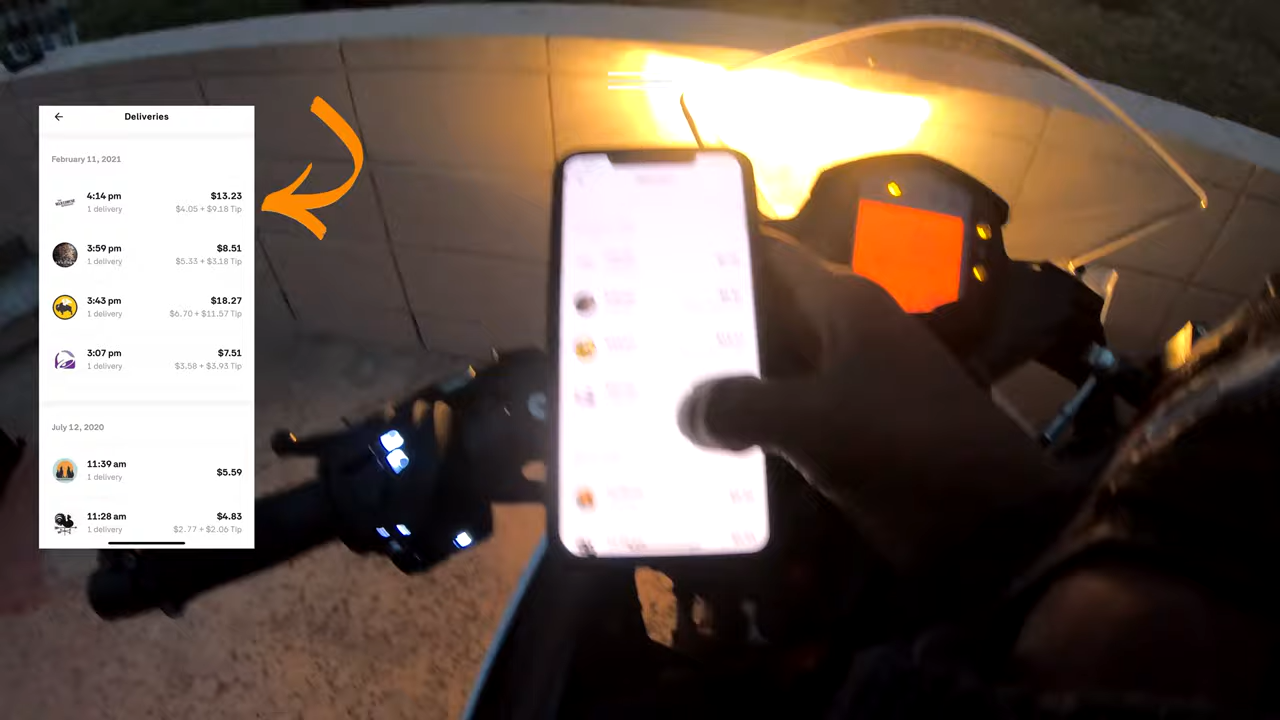 Deliveries
February 11, 2021
4:14 pm $13.23
1 delivery $4.05 + $9.18 Tip
3:59 pm $8.51
1 delivery $5.33 + $3.18 Tip
3:43 pm $18.27
1 delivery $6.70 + $11.57 Tip
3:07 pm $7.51
1 delivery $3.58 + $3.93 Tip
July 12, 2020
11:39 am $5.59
1 delivery
11:28 am $4.83
1 delivery $2.77 + $2.06 Tip